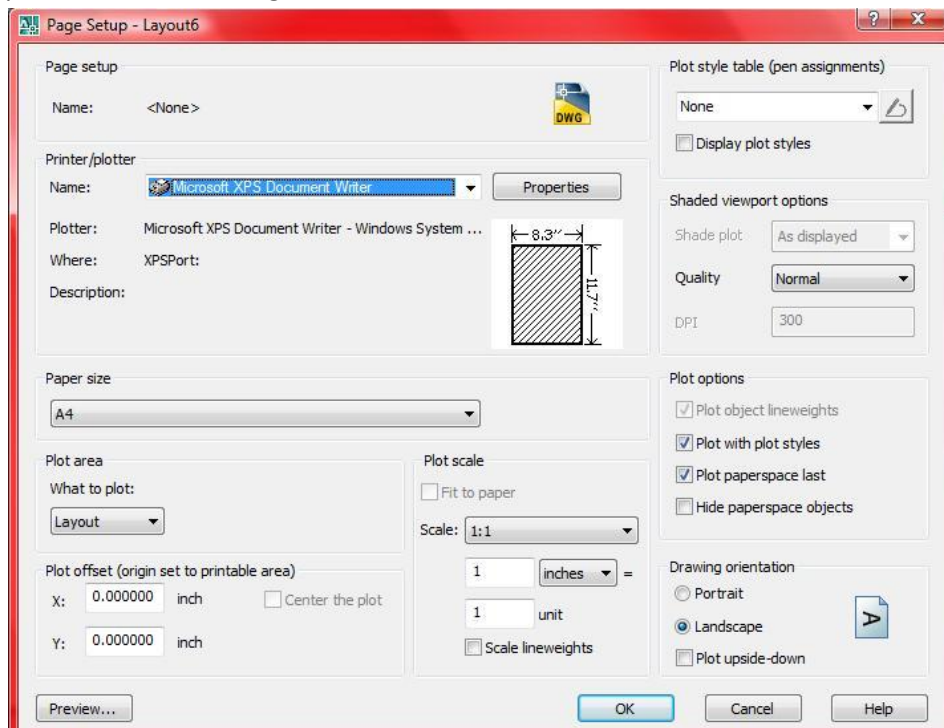 Page Setup - Layout6
Page setup
Name: <None>
DWG
Printer/plotter
Name: Microsoft XPS Document Writer
Properties
Plotter: Microsoft XPS Document Writer - Windows System ...
Where: XPSPort:
Description:
8.3″
11.7″
Paper size
A4
Plot area
What to plot:
Layout
Plot offset (origin set to printable area)
X: 0.000000 inch
Center the plot
Y: 0.000000 inch
Plot scale
Fit to paper
Scale: 1:1
1 inches =
1 unit
Scale lineweights
Plot style table (pen assignments)
None
Display plot styles
Shaded viewport options
Shade plot As displayed
Quality Normal
DPI 300
Plot options
Plot object lineweights
Plot with plot styles
Plot paperspace last
Hide paperspace objects
Drawing orientation
Portrait
Landscape
A
Plot upside-down
Preview... OK Cancel Help